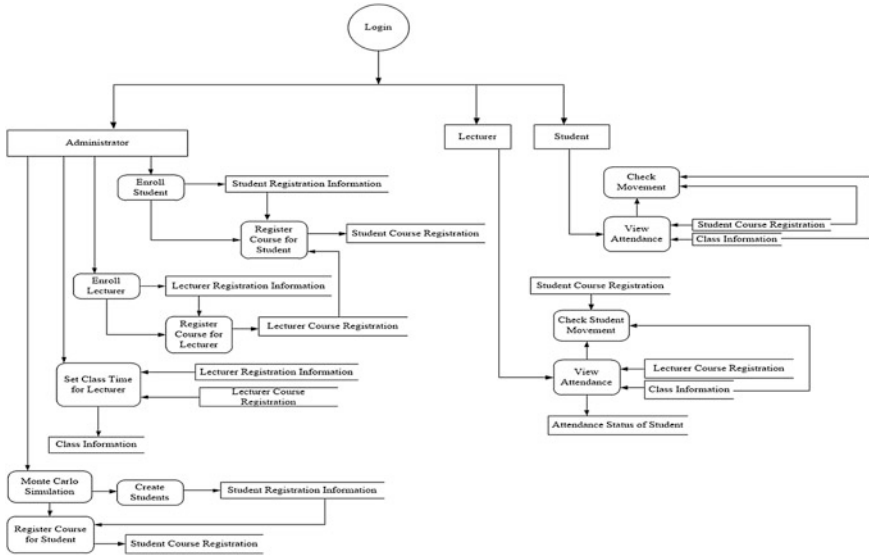 Login
Administrator
Lecturer
Student
Enroll
Student
Student Registration Information
Register
Course for
Student
Student Course Registration
Enroll
Lecturer
Lecturer Registration Information
Register
Course for
Lecturer
Lecturer Course Registration
Set Class Time
for Lecturer
Lecturer Registration Information
Lecturer Course
Registration
Class Information
Monte Carlo
Simulation
Create
Students
Student Registration Information
Register Course
for Student
Student Course Registration
Check
Movement
View
Attendance
Student Course Registration
Class Information
Student Course Registration
Check Student
Movement
View
Attendance
Lecturer Course Registration
Class Information
Attendance Status of Student